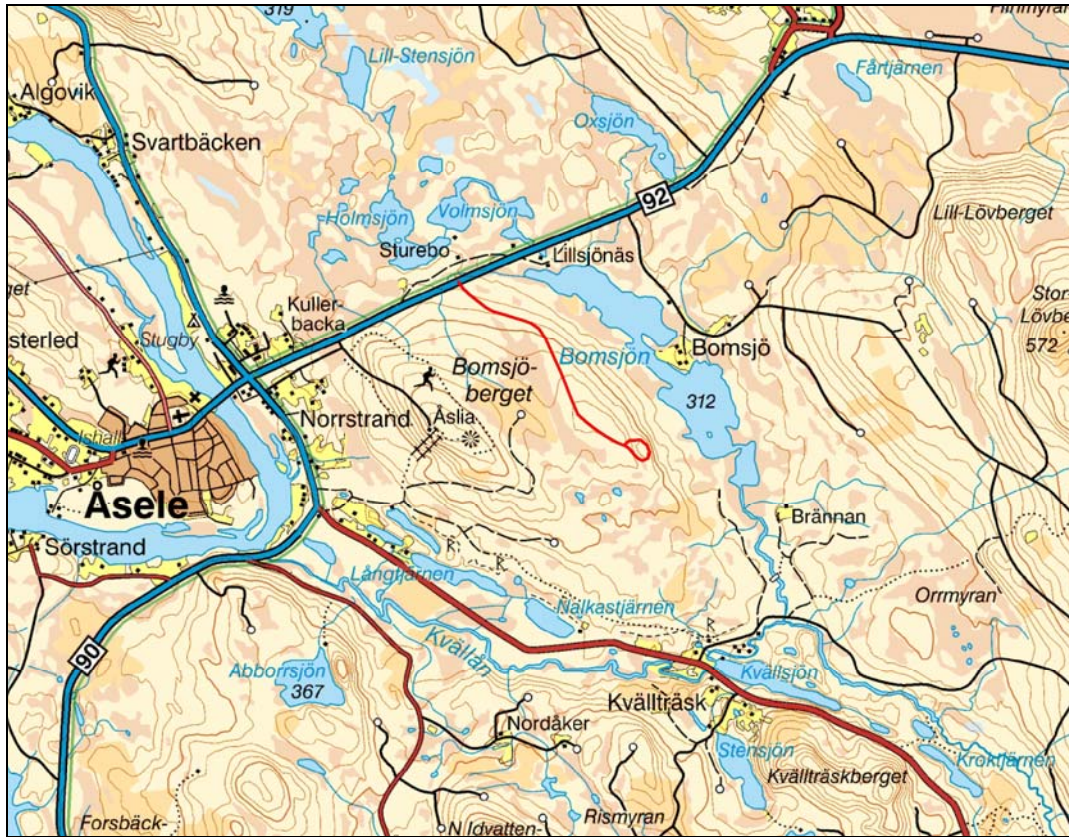 319
Lill-Stensjön
Flinmyran
Fårtjärnen
Algovik
Svartbäcken
Oxsjön
92
Lill-Lövberget
Holmsjön
Volmsjön
Sturebo
Lillsjönäs
Kuller-
backa
Stugby
sterled
Bomsjö-
berget
Bomsjön
Bomsjö
Stor-
Lövbe
572
312
Norrstrand
Åslia
Ishall
Åsele
Sörstrand
Brännan
Långtjärnen
Nalkastjärnen
Orrmyran
Kvällån
90
Abborrsjön
367
Kvällsjön
Kvällträsk
Nordåker
Stensjön
Kvällträskberget
Kroktjärnen
Forsbäck-
N Idvatten-
Rismyran